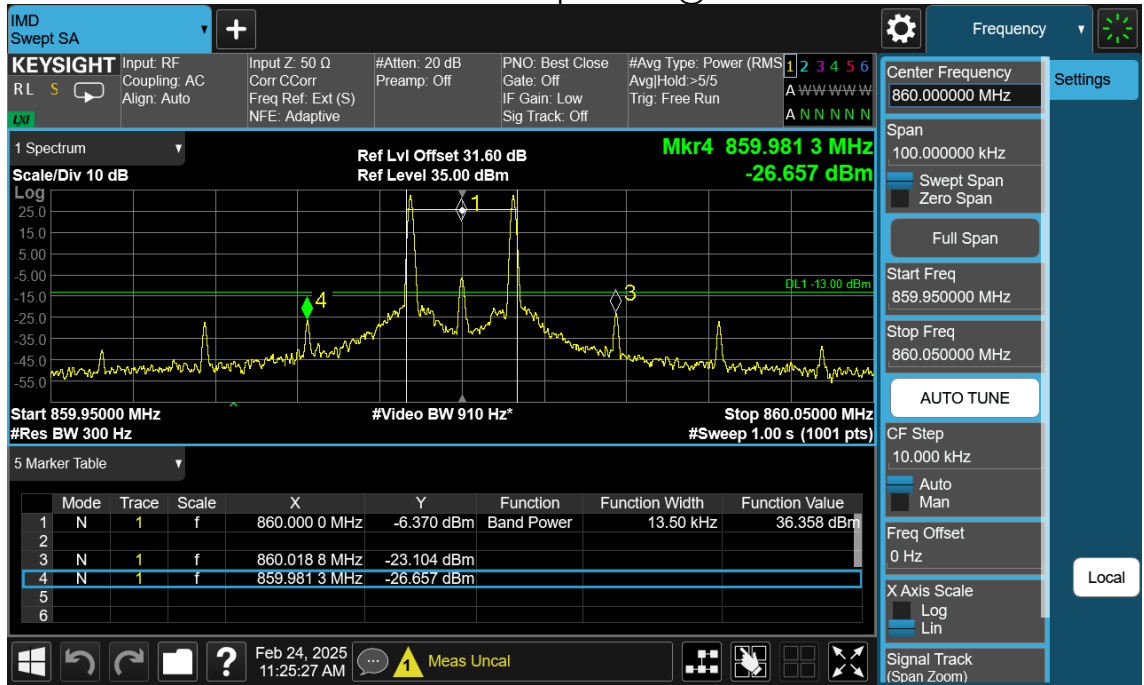 IMD
Swept SA
Frequency
KEYSIGHT
RL S
LXI
Input: RF
Coupling: AC
Align: Auto
Input Z: 50 Ω
Corr CCorr
Freq Ref: Ext (S)
NFE: Adaptive
#Atten: 20 dB
Preamp: Off
PNO: Best Close
Gate: Off
IF Gain: Low
Sig Track: Off
#Avg Type: Power (RMS
Avg|Hold:>5/5
Trig: Free Run
1 2 3 4 5 6
A W W W W W
A N N N N N
1 Spectrum
Scale/Div 10 dB
Ref Lvl Offset 31.60 dB
Ref Level 35.00 dBm
Mkr4 859.981 3 MHz
-26.657 dBm
Log
25.0
15.0
5.00
-5.00
-15.0
-25.0
-35.0
-45.0
-55.0
1
DL1 -13.00 dBm
4
3
Start 859.95000 MHz
#Video BW 910 Hz*
Stop 860.05000 MHz
#Res BW 300 Hz
#Sweep 1.00 s (1001 pts)
5 Marker Table
Mode Trace Scale X Y Function Function Width Function Value
1 N 1 f 860.000 0 MHz -6.370 dBm Band Power 13.50 kHz 36.358 dBm
2
3 N 1 f 860.018 8 MHz -23.104 dBm
4 N 1 f 859.981 3 MHz -26.657 dBm
5
6
?
Feb 24, 2025
11:25:27 AM
1
Meas Uncal
Center Frequency
860.000000 MHz
Settings
Span
100.000000 kHz
Swept Span
Zero Span
Full Span
Start Freq
859.950000 MHz
Stop Freq
860.050000 MHz
AUTO TUNE
CF Step
10.000 kHz
Auto
Man
Freq Offset
0 Hz
Local
X Axis Scale
Log
Lin
Signal Track
(Span Zoom)